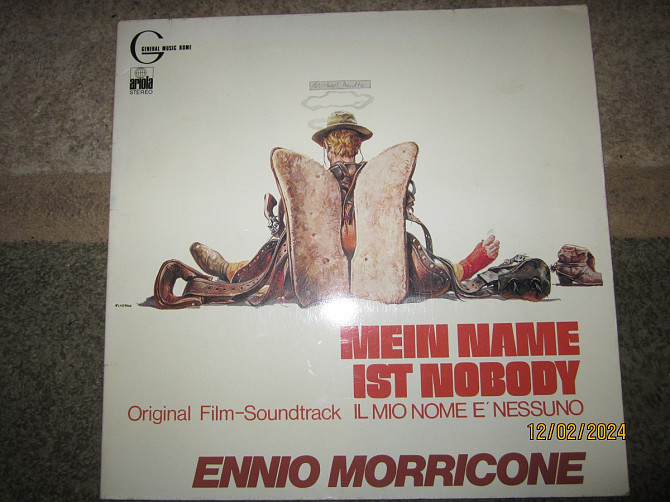 G
GENERAL MUSIC ROME
ariola
STEREO
MEIN NAME
IST NOBODY
Original Film-Soundtrack IL MIO NOME E' NESSUNO
12/02/2024
ENNIO MORRICONE